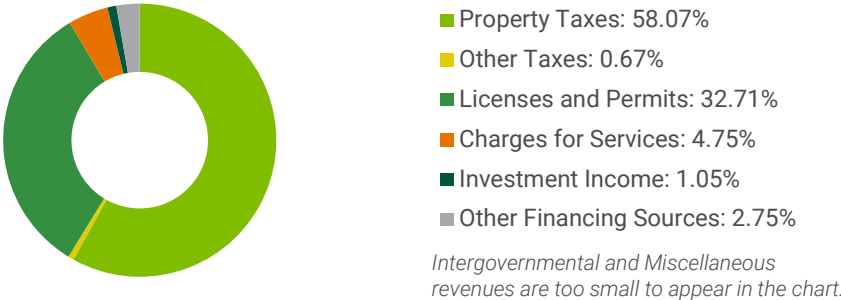 Property Taxes: 58.07%
Other Taxes: 0.67%
Licenses and Permits: 32.71%
Charges for Services: 4.75%
Investment Income: 1.05%
Other Financing Sources: 2.75%
Intergovernmental and Miscellaneous
revenues are too small to appear in the chart.